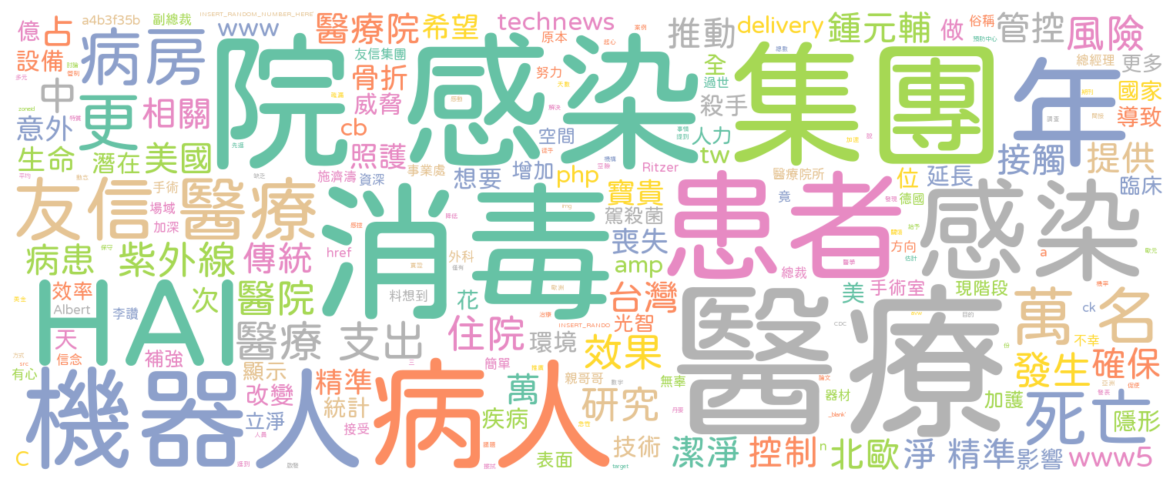 INSERT_RANDOM_NUMBER_HERE
a4b3f35b
副總裁
www
醫療院
希望
technews
原本
推動
delivery
鍾元輔
做
俗稱
管控
風險
億
占
設備
病房
院感染
集團
年
友信集團
骨折
努力
全
過世
殺手
總經理
更多
中
更
相關
威脅
國家
意外
cb
空間
人力
導致
生命
潛在
美國
照護
想要
增加
php
tw
Ritzer
接觸
提供
施濟濤
資深
事業處
醫療院所
位
延長
臨床
友信醫療
手術
場域
加深
消毒
寶貴
駕殺菌
患者
竟
德國
感染
病患
紫外線
傳統
href
外科
喪失
方向
a
料想到
amp
總裁
HAI
效率
Albert
李讚
次
醫院
花
台灣
美
手術室
現階段
ck
天
信念
補強
醫療
支出
住院
環境
光智
INSERT_RANDO
醫療
CDC
萬
名
不幸
有心
顯示
簡單
效果
發生
確保
機器人
改變
精準
病人
萬
親哥哥
無辜
立淨
統計
接受
疾病
研究
器材
加護
死亡
隱形
C
表面
技術
潔淨
控制
n
北歐
淨
精準
影響
www5
_blank
target